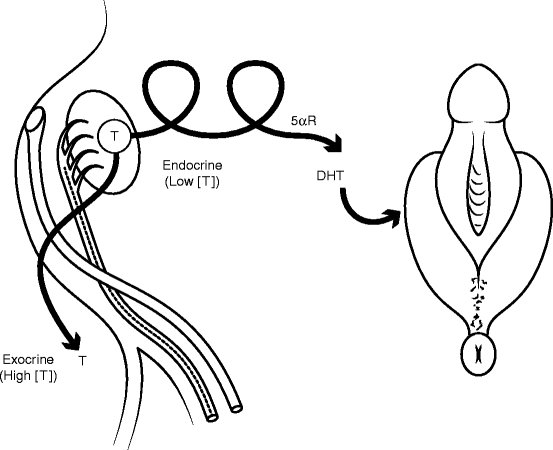 T
5αR
Endocrine
(Low [T])
DHT
Exocrine
(High [T])
T